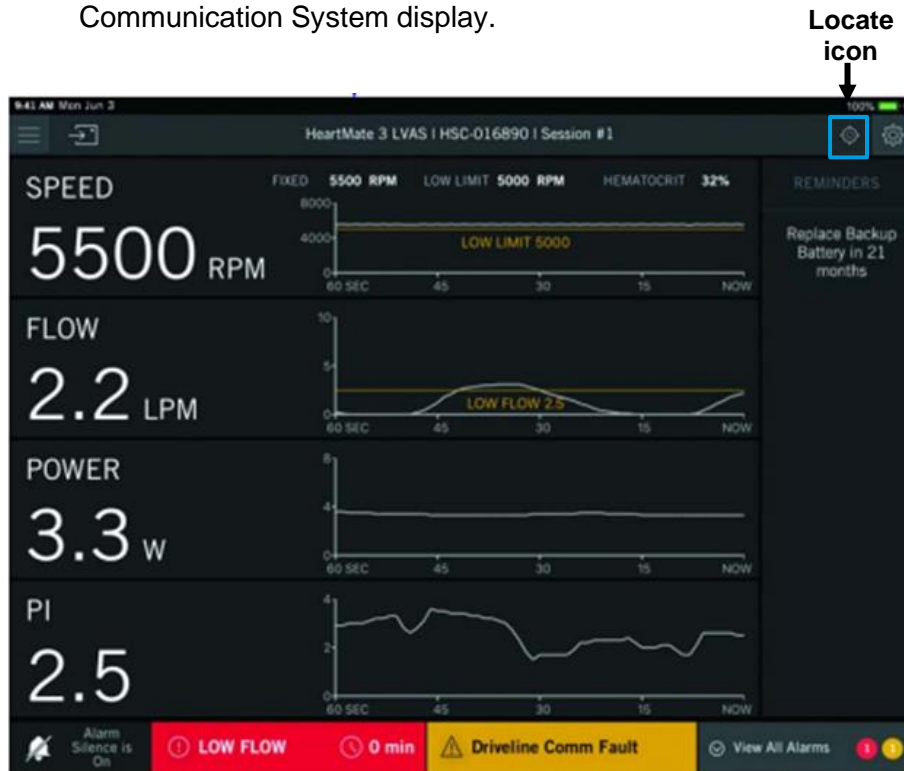 Communication System display.
Locate
icon
9:41 AM Mon Jun 3
100%
HeartMate 3 LVAS | HSC-016890 | Session #1
SPEED
FIXED 5500 RPM LOW LIMIT 5000 RPM HEMATOCRIT 32%
REMINDERS
8000
4000
0
LOW LIMIT 5000
5500 RPM
60 SEC 45 30 15 NOW
Replace Backup
Battery in 21
months
FLOW
10
5
0
LOW FLOW 2.5
2.2 LPM
60 SEC 45 30 15 NOW
POWER
8
4
0
3.3 W
60 SEC 45 30 15 NOW
PI
4
2
0
2.5
60 SEC 45 30 15 NOW
Alarm
Silence is
On
LOW FLOW 0 min
Driveline Comm Fault
View All Alarms 1 1